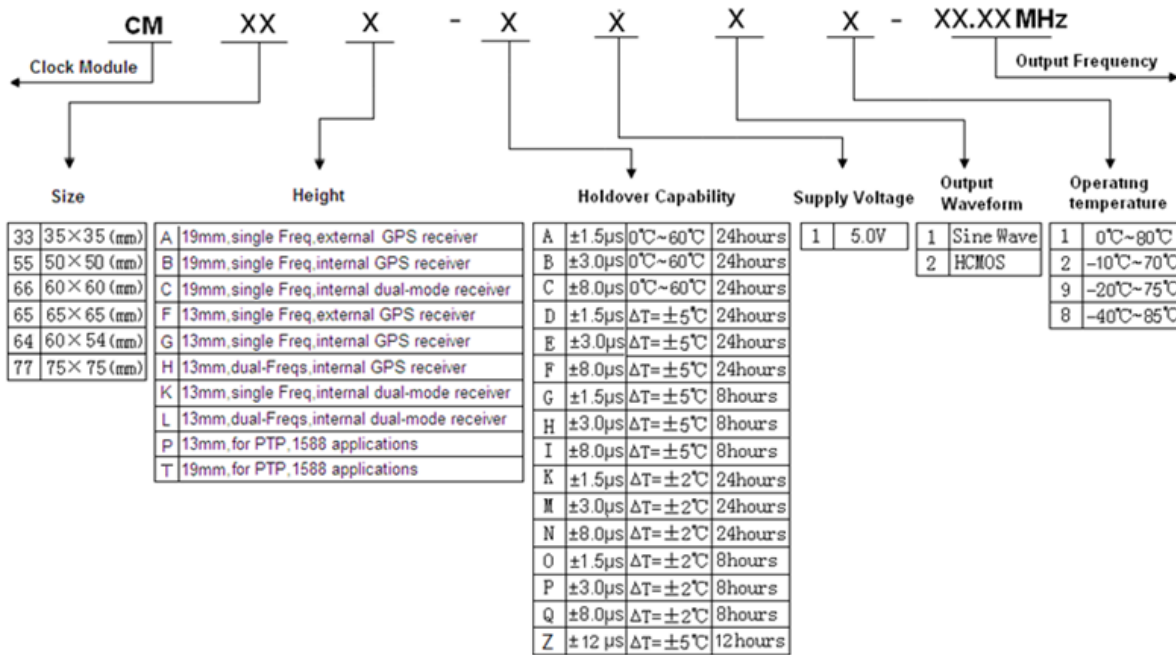 CM XX X - X X X X - XX.XX MHz
Clock Module
Output Frequency
Size
33 35×35(mm)
55 50×50(mm)
66 60×60(mm)
65 65×65(mm)
64 60×54(mm)
77 75×75(mm)
Height
A 19mm,single Freq,external GPS receiver
B 19mm,single Freq,internal GPS receiver
C 19mm,single Freq,internal dual-mode receiver
F 13mm,single Freq,external GPS receiver
G 13mm,single Freq,internal GPS receiver
H 13mm,dual-Freqs,internal GPS receiver
K 13mm,single Freq,internal dual-mode receiver
L 13mm,dual-Freqs,internal dual-mode receiver
P 13mm,for PTP,1588 applications
T 19mm,for PTP,1588 applications
Holdover Capability
A ±1.5μs 0℃~60℃ 24hours
B ±3.0μs 0℃~60℃ 24hours
C ±8.0μs 0℃~60℃ 24hours
D ±1.5μs ΔT=±5℃ 24hours
E ±3.0μs ΔT=±5℃ 24hours
F ±8.0μs ΔT=±5℃ 24hours
G ±1.5μs ΔT=±5℃ 8hours
H ±3.0μs ΔT=±5℃ 8hours
I ±8.0μs ΔT=±5℃ 8hours
K ±1.5μs ΔT=±2℃ 24hours
M ±3.0μs ΔT=±2℃ 24hours
N ±8.0μs ΔT=±2℃ 24hours
O ±1.5μs ΔT=±2℃ 8hours
P ±3.0μs ΔT=±2℃ 8hours
Q ±8.0μs ΔT=±2℃ 8hours
Z ±12 μs ΔT=±5℃ 12hours
Supply Voltage
1 5.0V
Output
Waveform
1 Sine Wave
2 HCMOS
Operating
temperature
1 0℃~80℃
2 -10℃~70℃
9 -20℃~75℃
8 -40℃~85℃